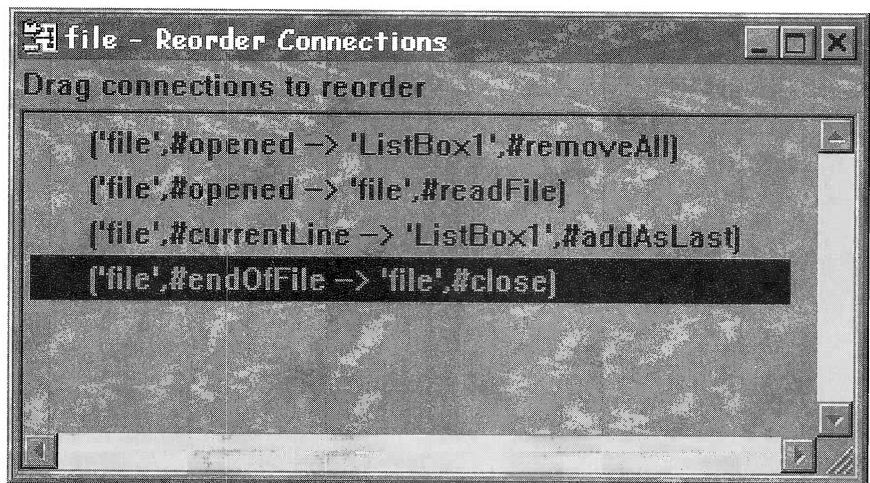 file - Reorder Connections
Drag connections to reorder
('file',#opened --> 'ListBox1',#removeAll)
('file',#opened --> 'file',#readFile)
('file',#currentLine --> 'ListBox1',#addAsLast)
('file',#endOfFile --> 'file',#close)